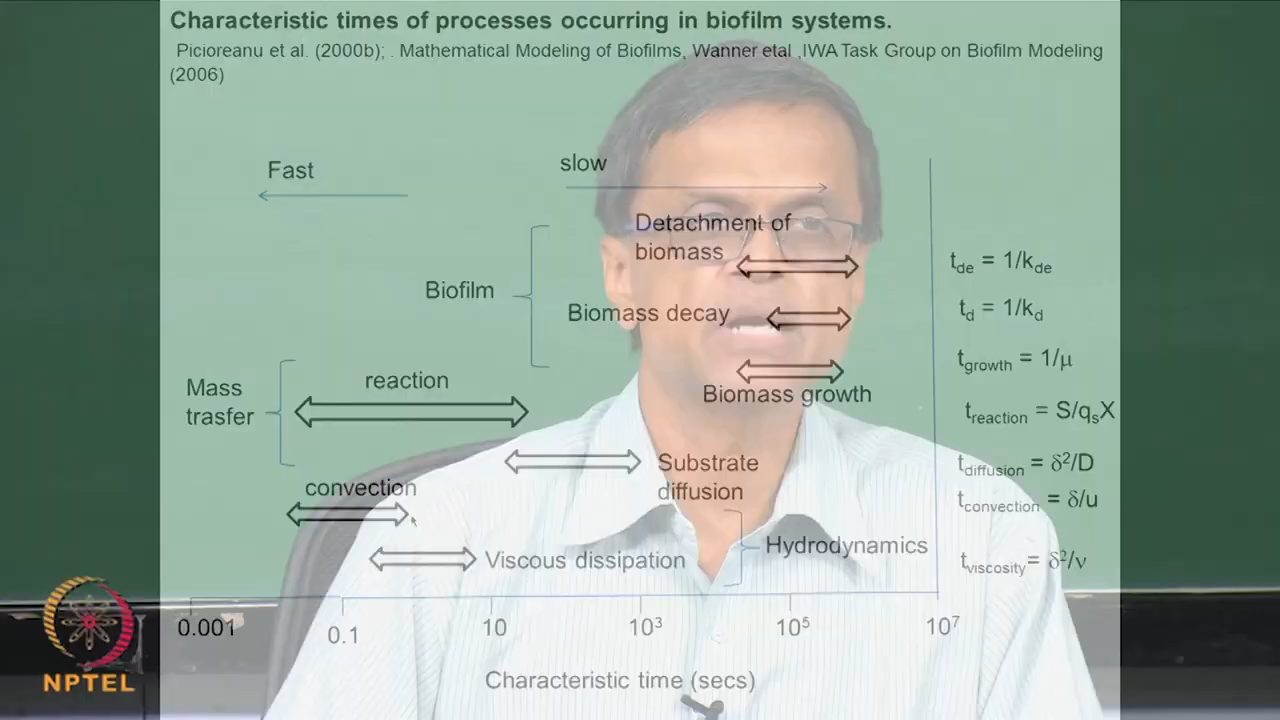 Characteristic times of processes occurring in biofilm systems.
Picioreanu et al. (2000b); . Mathematical Modeling of Biofilms, Wanner etal ,IWA Task Group on Biofilm Modeling
(2006)
Fast
slow
Detachment of
biomass
Biofilm
Biomass decay
Biomass growth
Mass
trasfer
reaction
Substrate
diffusion
convection
Viscous dissipation
Hydrodynamics
t_de = 1/k_de
t_d = 1/k_d
t_growth = 1/μ
t_reaction = S/q_sX
t_diffusion = δ²/D
t_convection = δ/u
t_viscosity= δ²/ν
0.001 0.1 10 10³ 10⁵ 10⁷
Characteristic time (secs)
NPTEL